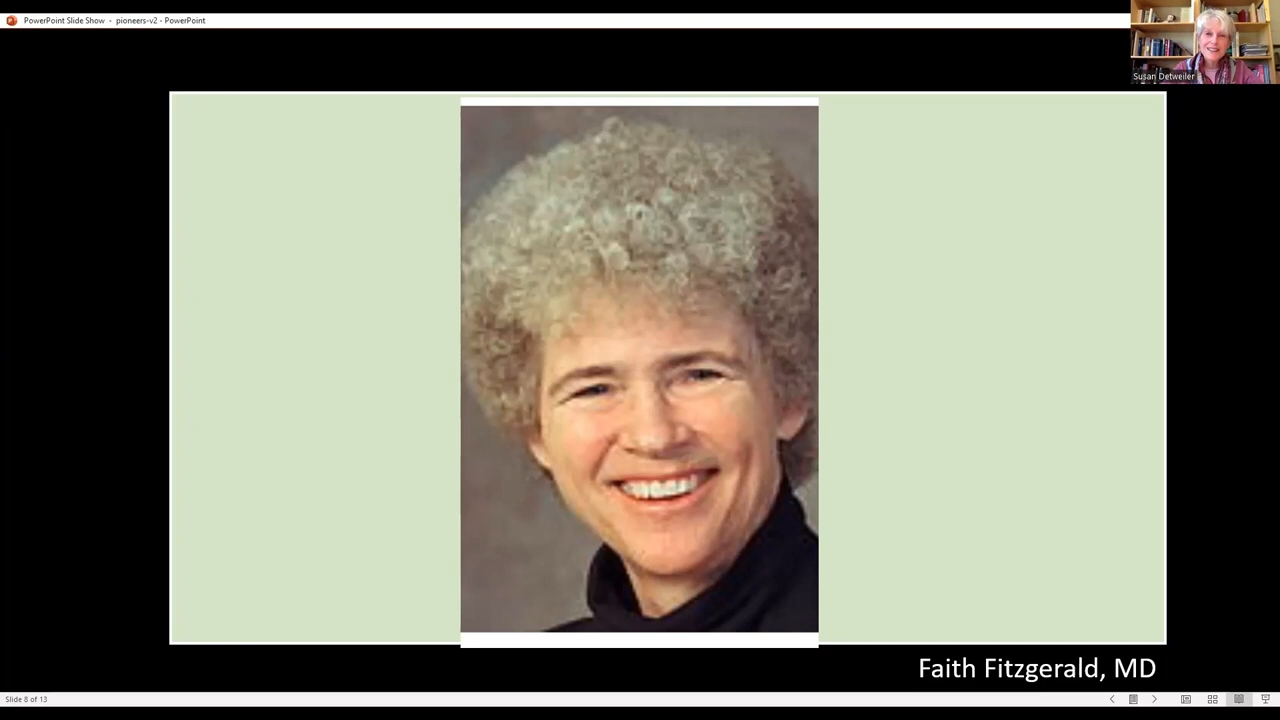 PowerPoint Slide Show - pioneers-v2 - PowerPoint
Susan Detweiler
Faith Fitzgerald, MD
Slide 8 of 13